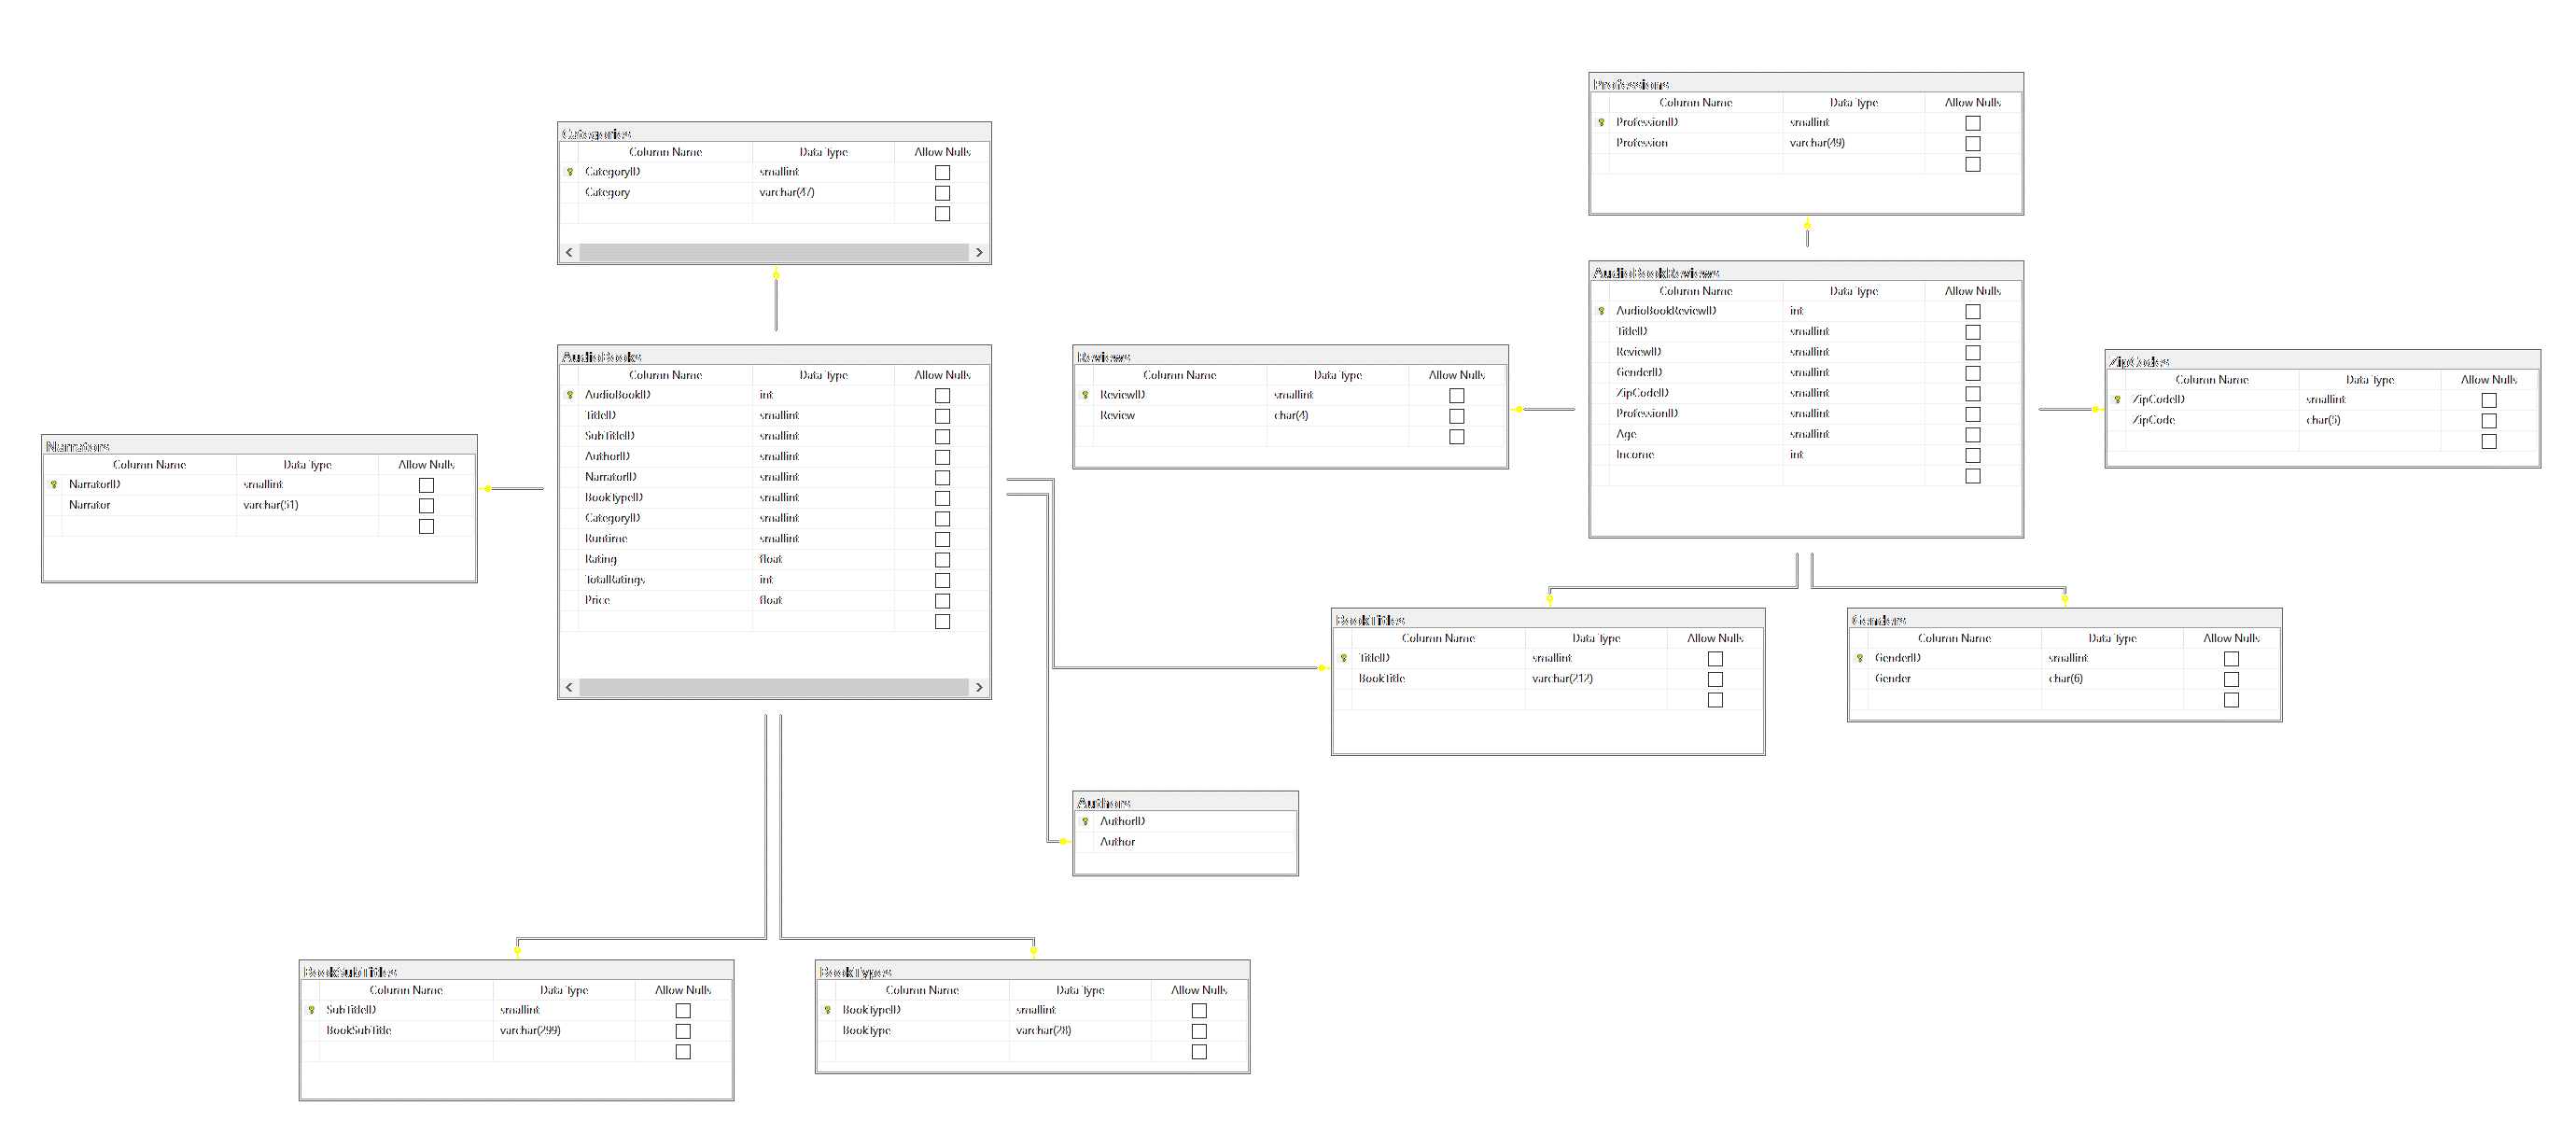 Professions
Column Name Data Type Allow Nulls
ProfessionID smallint
Profession varchar(49)
Categories
Column Name Data Type Allow Nulls
CategoryID smallint
Category varchar(47)
AudioBookReviews
Column Name Data Type Allow Nulls
AudioBookReviewID int
TitleID smallint
ReviewID smallint
GenderID smallint
ZipCodeID smallint
ProfessionID smallint
Age smallint
Income int
AudioBooks
Column Name Data Type Allow Nulls
AudioBookID int
TitleID smallint
SubTitleID smallint
AuthorID smallint
NarratorID smallint
BookTypeID smallint
CategoryID smallint
Runtime smallint
Rating float
TotalRatings int
Price float
Reviews
Column Name Data Type Allow Nulls
ReviewID smallint
Review char(4)
ZipCodes
Column Name Data Type Allow Nulls
ZipCodeID smallint
ZipCode char(5)
Narrators
Column Name Data Type Allow Nulls
NarratorID smallint
Narrator varchar(51)
BookTitles
Column Name Data Type Allow Nulls
TitleID smallint
BookTitle varchar(212)
Genders
Column Name Data Type Allow Nulls
GenderID smallint
Gender char(6)
Authors
AuthorID
Author
BookSubTitles
Column Name Data Type Allow Nulls
SubTitleID smallint
BookSubTitle varchar(299)
BookTypes
Column Name Data Type Allow Nulls
BookTypeID smallint
BookType varchar(28)